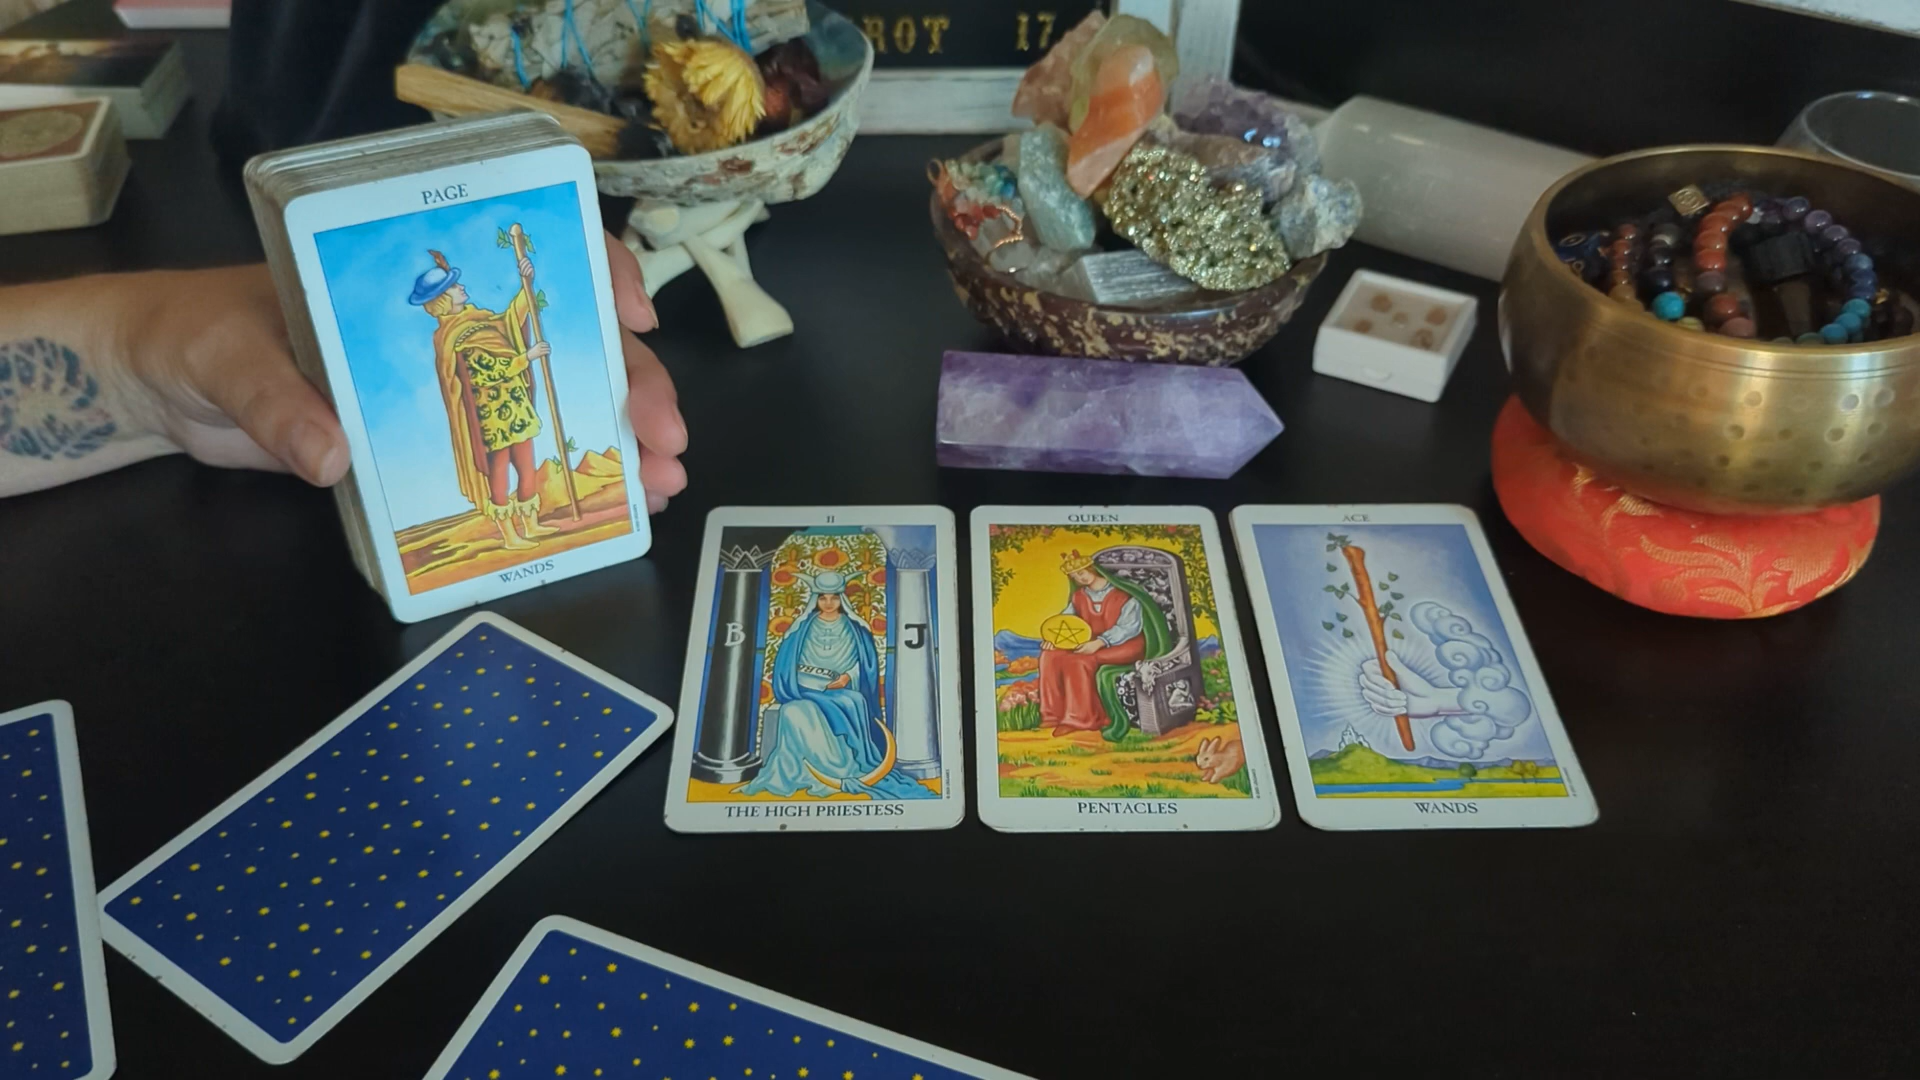 ROT 17
PAGE
WANDS
II
B J
THE HIGH PRIESTESS
QUEEN
PENTACLES
ACE
WANDS